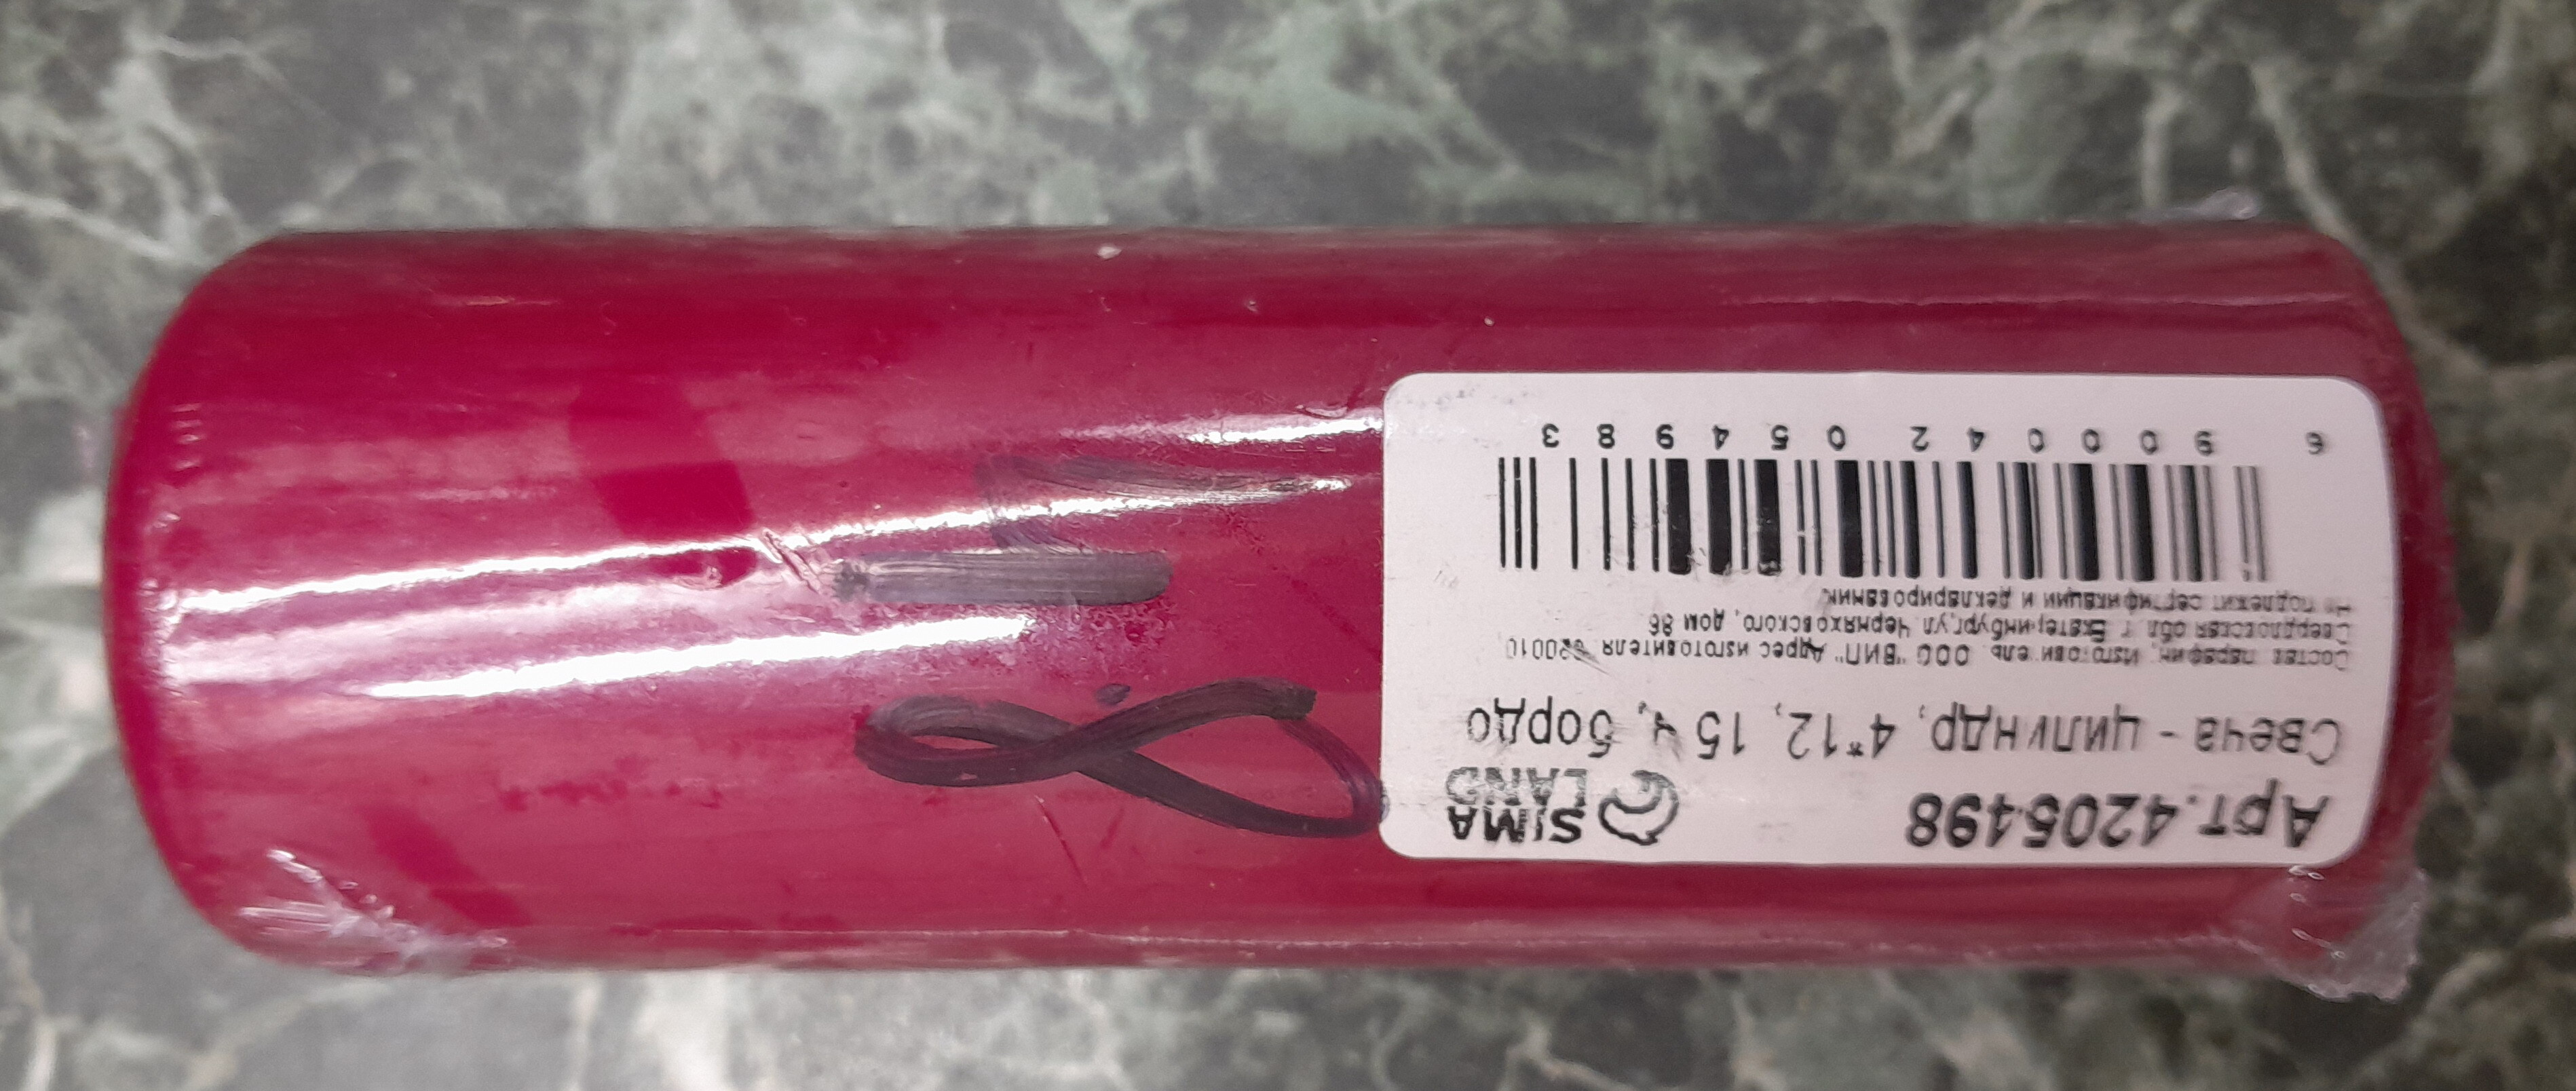 Арт.4205498
SIMA
LAND
Свеча - цилиндр, 4*12, 15 ч, бордо
Состав: парафин, Изготовитель: ООО "ВИП" Адрес изготовителя 620010
Свердловская обл. г. Екатеринбург,ул Черняховского, дом 86
Не подлежит сертификации и декларировании.
6 900042 054983